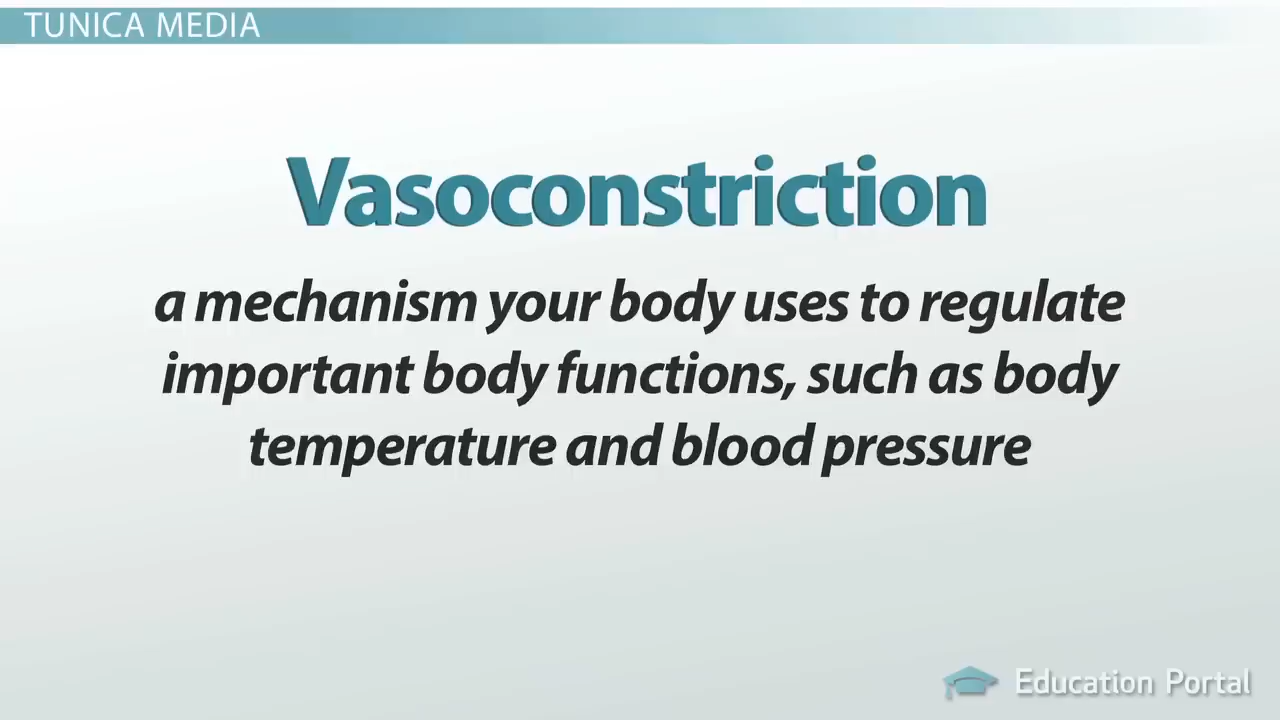 TUNICA MEDIA
Vasoconstriction
a mechanism your body uses to regulate
important body functions, such as body
temperature and blood pressure
Education Portal